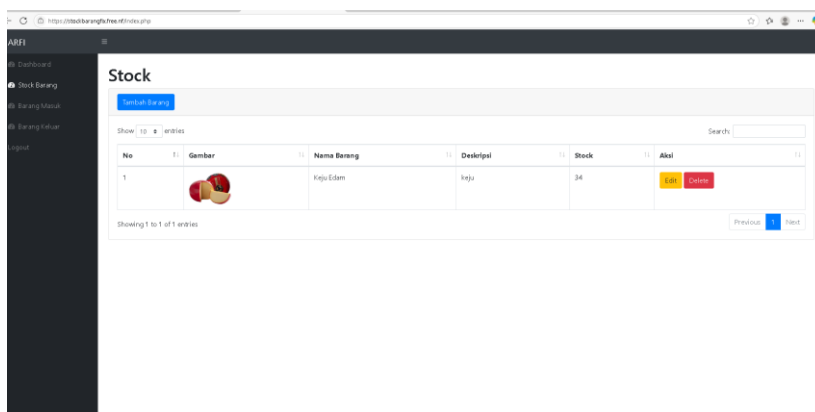 https://stockbarangfix.free.nf/index.php
ARFI
Dashboard
Stock Barang
Barang Masuk
Barang Keluar
Logout
Stock
Tambah Barang
Show 10 entries
Search:
No Gambar Nama Barang Deskripsi Stock Aksi
1 Keju Edam keju 34 Edit Delete
Showing 1 to 1 of 1 entries
Previous 1 Next